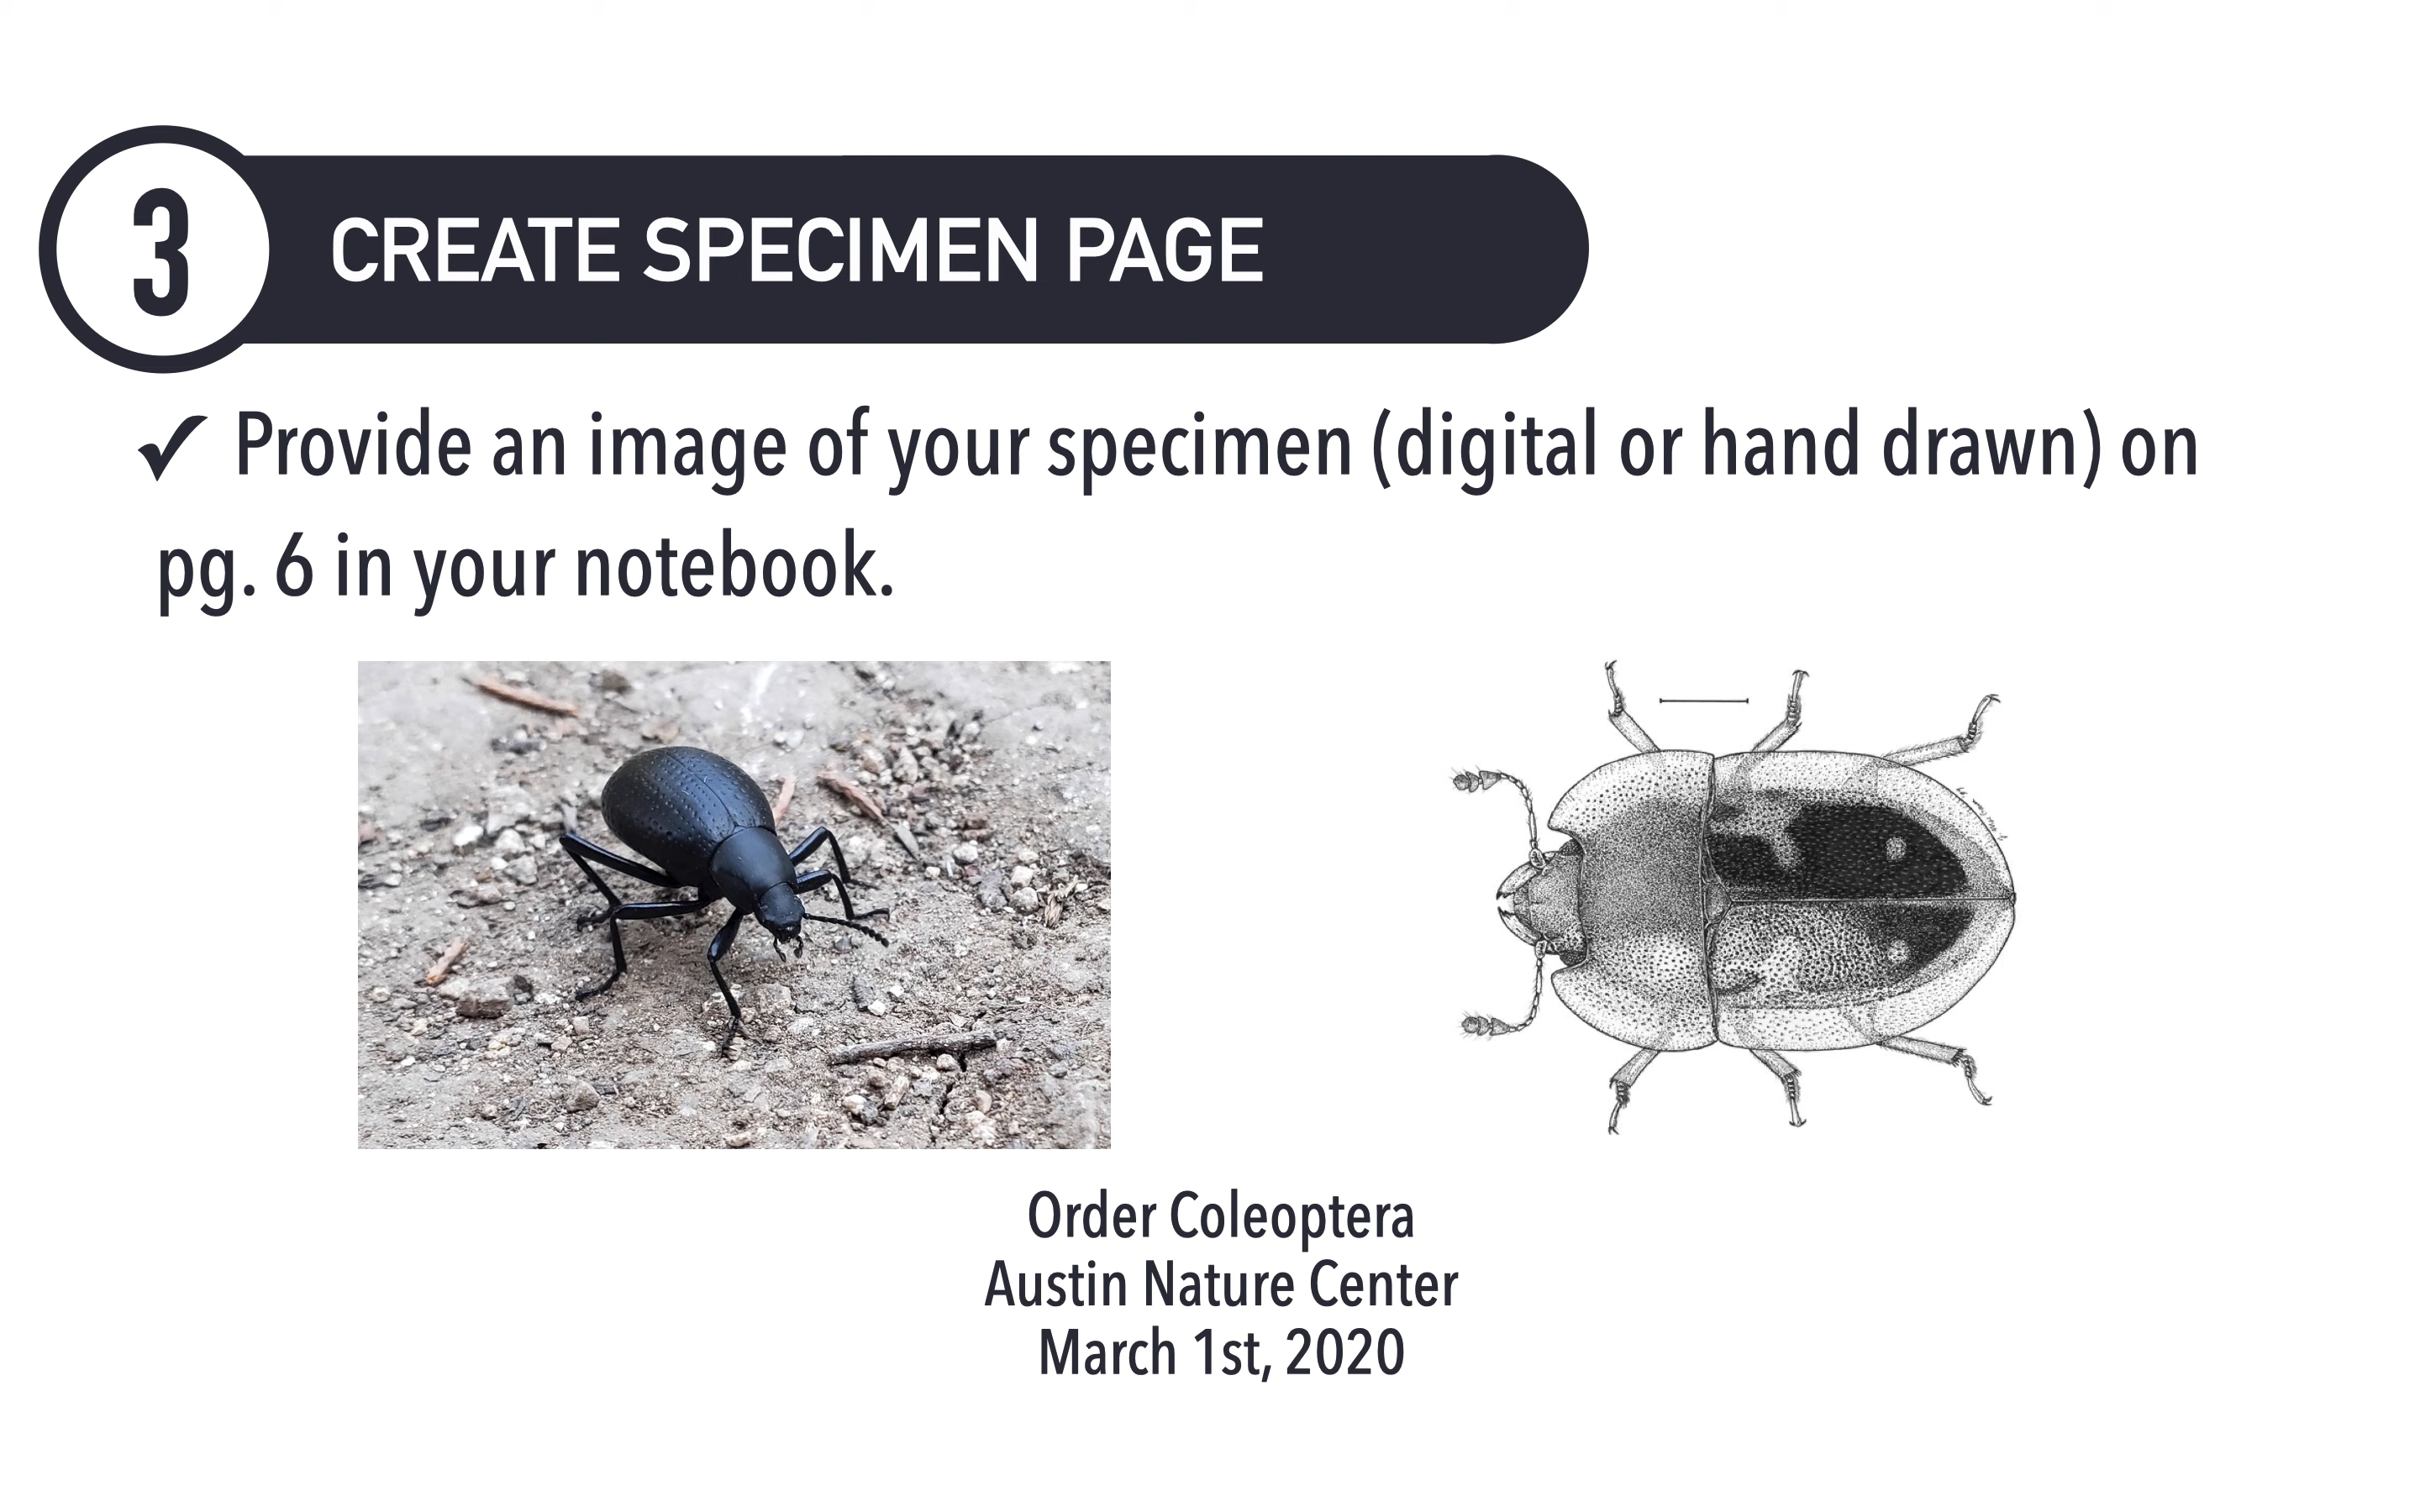 3
CREATE SPECIMEN PAGE
✓ Provide an image of your specimen (digital or hand drawn) on
pg. 6 in your notebook.
Order Coleoptera
Austin Nature Center
March 1st, 2020